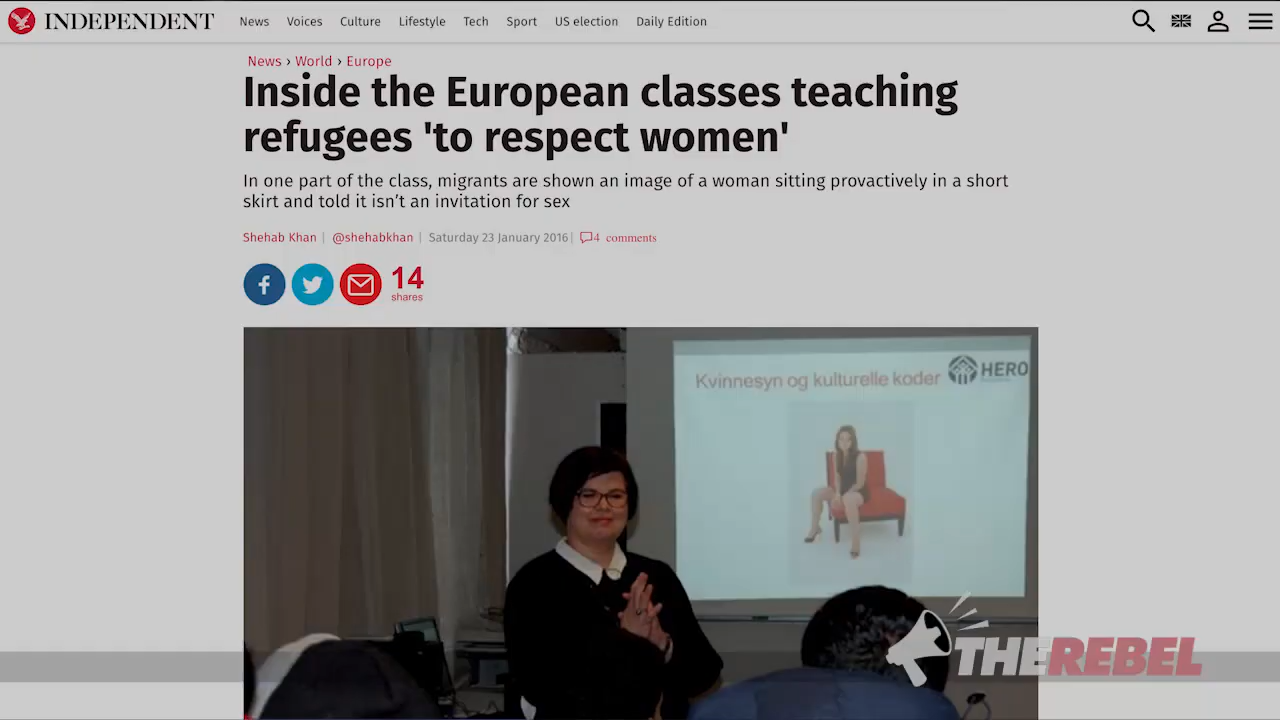 INDEPENDENT
News Voices Culture Lifestyle Tech Sport US election Daily Edition
News › World › Europe
Inside the European classes teaching
refugees 'to respect women'
In one part of the class, migrants are shown an image of a woman sitting provactively in a short
skirt and told it isn't an invitation for sex
Shehab Khan | @shehabkhan | Saturday 23 January 2016 | 4 comments
14
shares
Kvinnesyn og kulturelle koder
HERO
THEREBEL